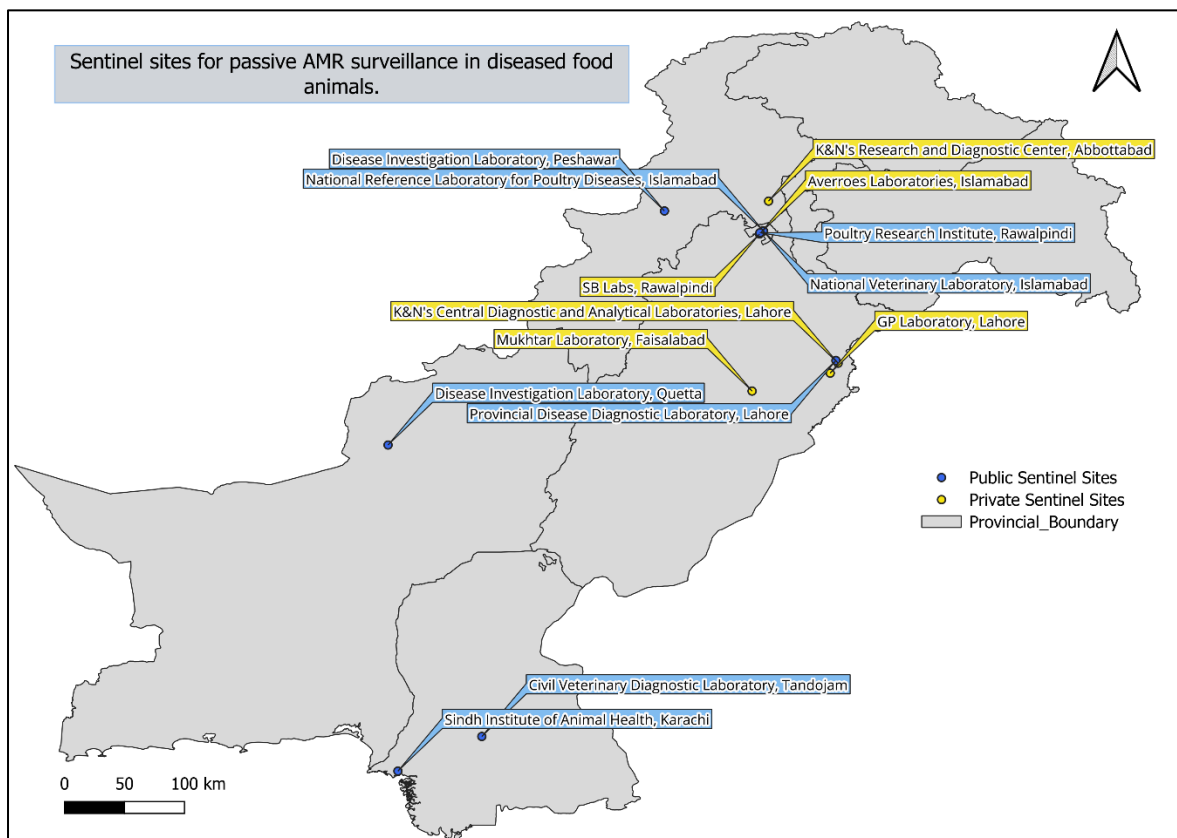 Sentinel sites for passive AMR surveillance in diseased food
animals.
K&N's Research and Diagnostic Center, Abbottabad
Disease Investigation Laboratory, Peshawar
National Reference Laboratory for Poultry Diseases, Islamabad
Averroes Laboratories, Islamabad
Poultry Research Institute, Rawalpindi
SB Labs, Rawalpindi
National Veterinary Laboratory, Islamabad
K&N's Central Diagnostic and Analytical Laboratories, Lahore
GP Laboratory, Lahore
Mukhtar Laboratory, Faisalabad
Disease Investigation Laboratory, Quetta
Provincial Disease Diagnostic Laboratory, Lahore
Public Sentinel Sites
Private Sentinel Sites
Provincial_Boundary
Civil Veterinary Diagnostic Laboratory, Tandojam
Sindh Institute of Animal Health, Karachi
0 50 100 km